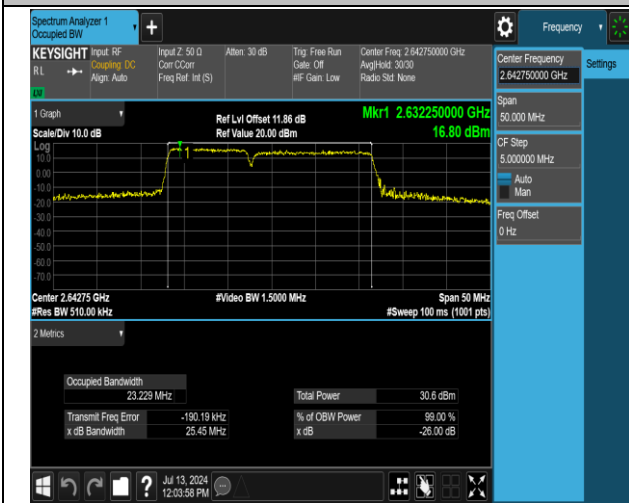 Spectrum Analyzer 1
Occupied BW
Frequency
KEYSIGHT
Input: RF
Coupling: DC
Align: Auto
Input Z: 50 Ω
Corr CCorr
Freq Ref: Int (S)
Atten: 30 dB
Trig: Free Run
Gate: Off
#IF Gain: Low
Center Freq: 2.642750000 GHz
Avg|Hold: 30/30
Radio Std: None
RL
LW
Center Frequency
2.642750000 GHz
Settings
Span
50.000 MHz
CF Step
5.000000 MHz
Auto
Man
Freq Offset
0 Hz
1 Graph
Scale/Div 10.0 dB
Ref Lvl Offset 11.86 dB
Ref Value 20.00 dBm
Mkr1 2.632250000 GHz
16.80 dBm
Log
10.0
0.00
-10.0
-20.0
-30.0
-40.0
-50.0
-60.0
-70.0
1
Center 2.64275 GHz
#Res BW 510.00 kHz
#Video BW 1.5000 MHz
Span 50 MHz
#Sweep 100 ms (1001 pts)
2 Metrics
Occupied Bandwidth
23.229 MHz
Total Power 30.6 dBm
Transmit Freq Error -190.19 kHz
% of OBW Power 99.00 %
x dB Bandwidth 25.45 MHz
x dB -26.00 dB
?
Jul 13, 2024
12:03:58 PM